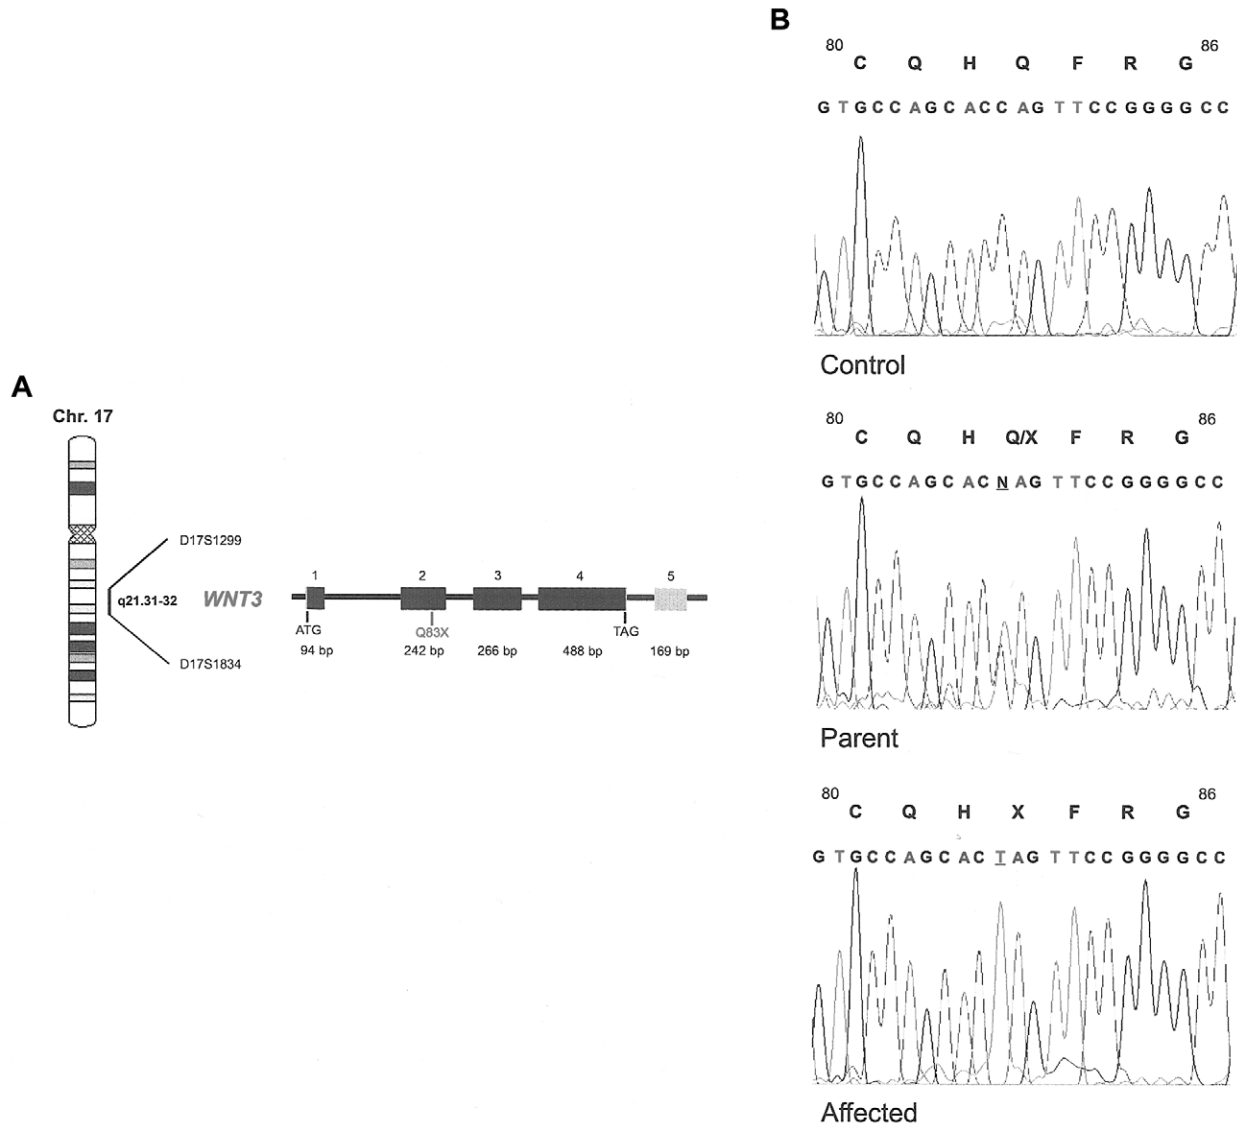 A
Chr. 17
D17S1299
q21.31-32
D17S1834
WNT3
1 2 3 4 5
ATG Q83X TAG
94 bp 242 bp 266 bp 488 bp 169 bp
B
80 86
C Q H Q F R G
G T G C C A G C A C C A G T T C C G G G G C C
Control
80 86
C Q H Q/X F R G
G T G C C A G C A C N A G T T C C G G G G C C
Parent
80 86
C Q H X F R G
G T G C C A G C A C T A G T T C C G G G G C C
Affected